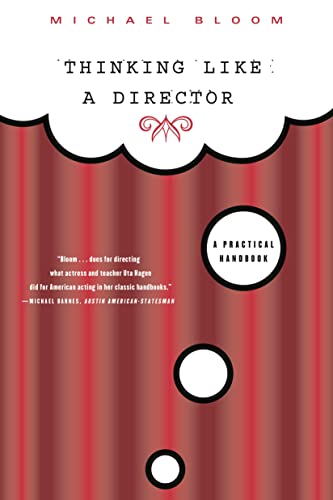 MICHAEL BLOOM
THINKING LIKE
A DIRECTOR
A PRACTICAL
HANDBOOK
"Bloom . . . does for directing
what actress and teacher Uta Hagen
did for American acting in her classic handbooks."
—MICHAEL BARNES, AUSTIN AMERICAN-STATESMAN